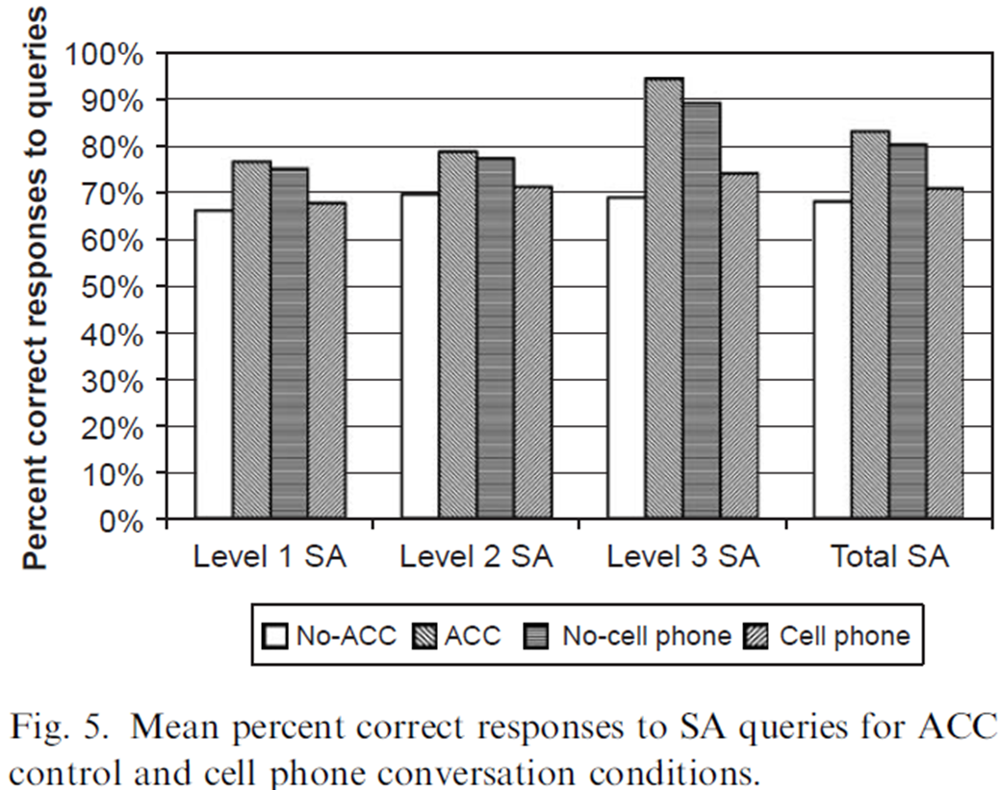 Percent correct responses to queries
100%
90%
80%
70%
60%
50%
40%
30%
20%
10%
0%
Level 1 SA
Level 2 SA
Level 3 SA
Total SA
No-ACC
ACC
No-cell phone
Cell phone
Fig. 5. Mean percent correct responses to SA queries for ACC
control and cell phone conversation conditions.